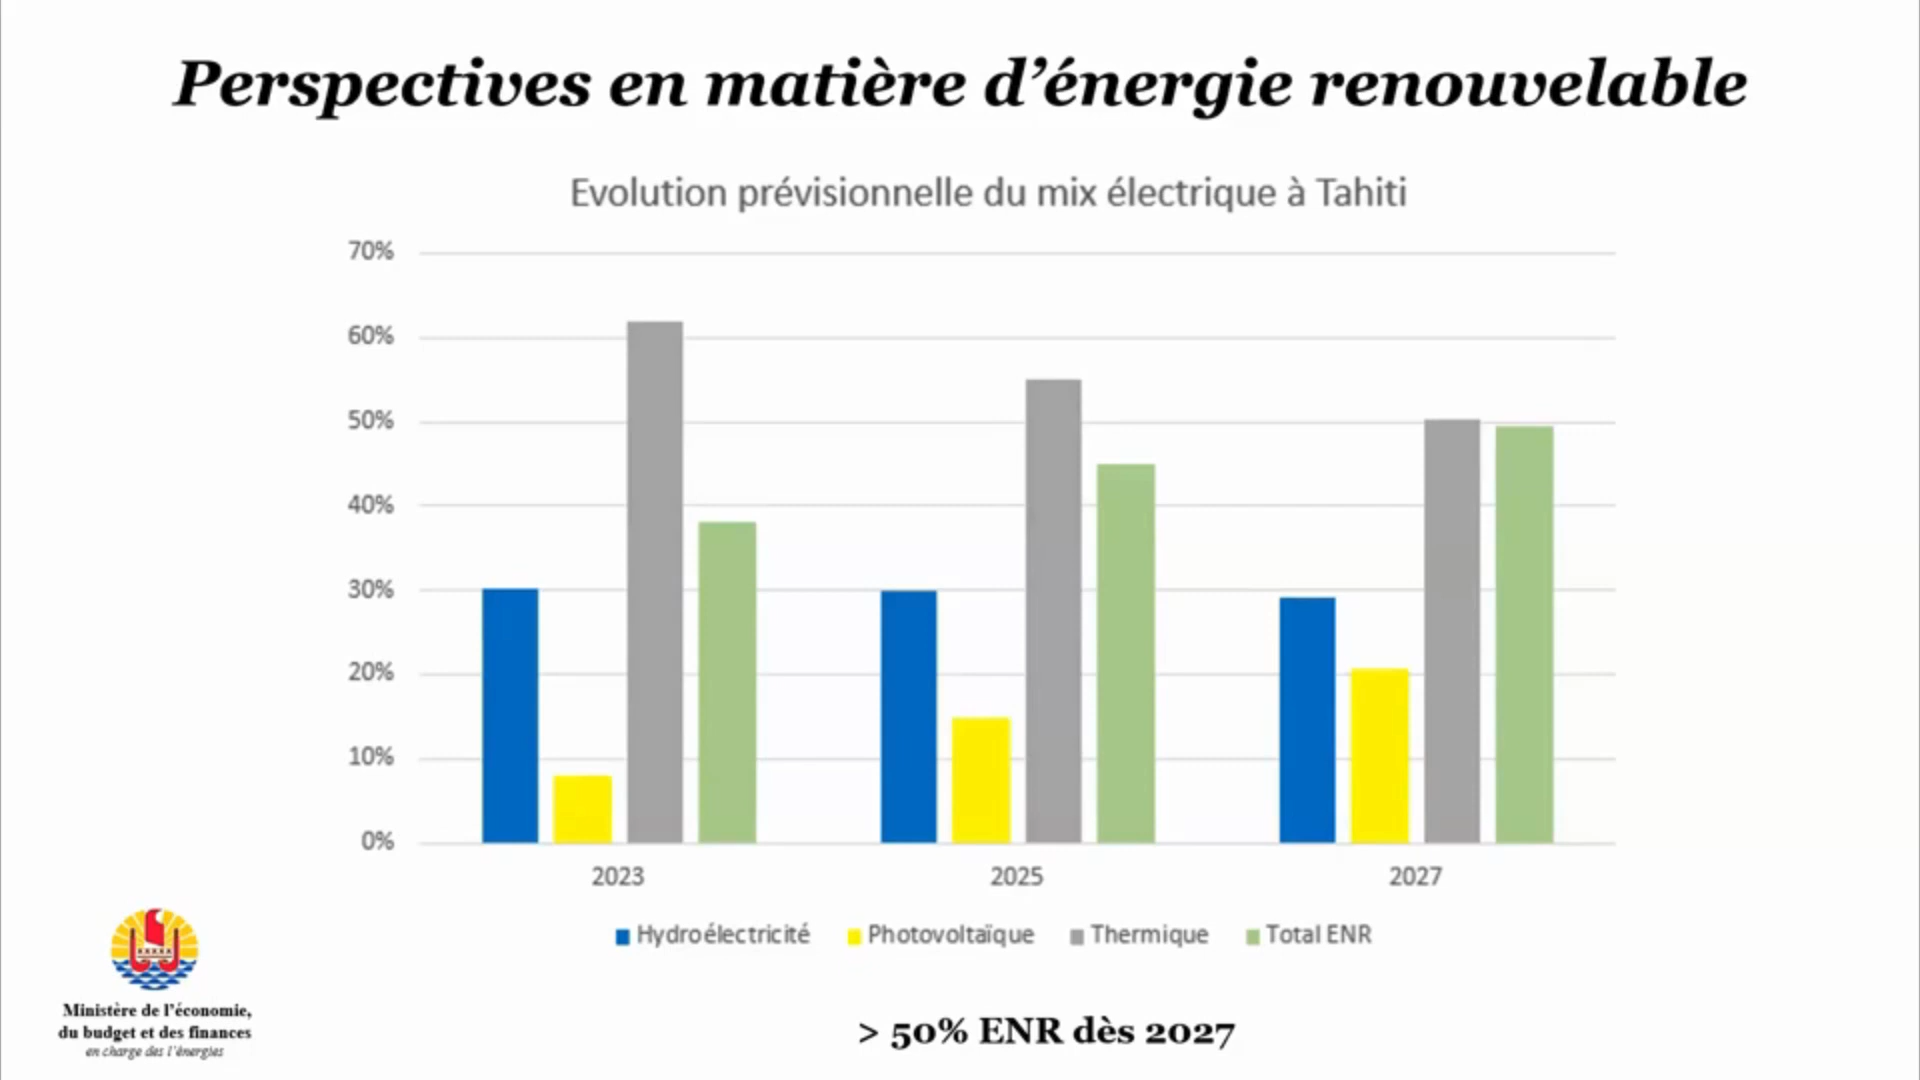 Perspectives en matière d’énergie renouvelable
Evolution prévisionnelle du mix électrique à Tahiti
70%
60%
50%
40%
30%
20%
10%
0%
2023 2025 2027
Hydroélectricité Photovoltaïque Thermique Total ENR
Ministère de l’économie,
du budget et des finances
en charge des l’énergies
> 50% ENR dès 2027